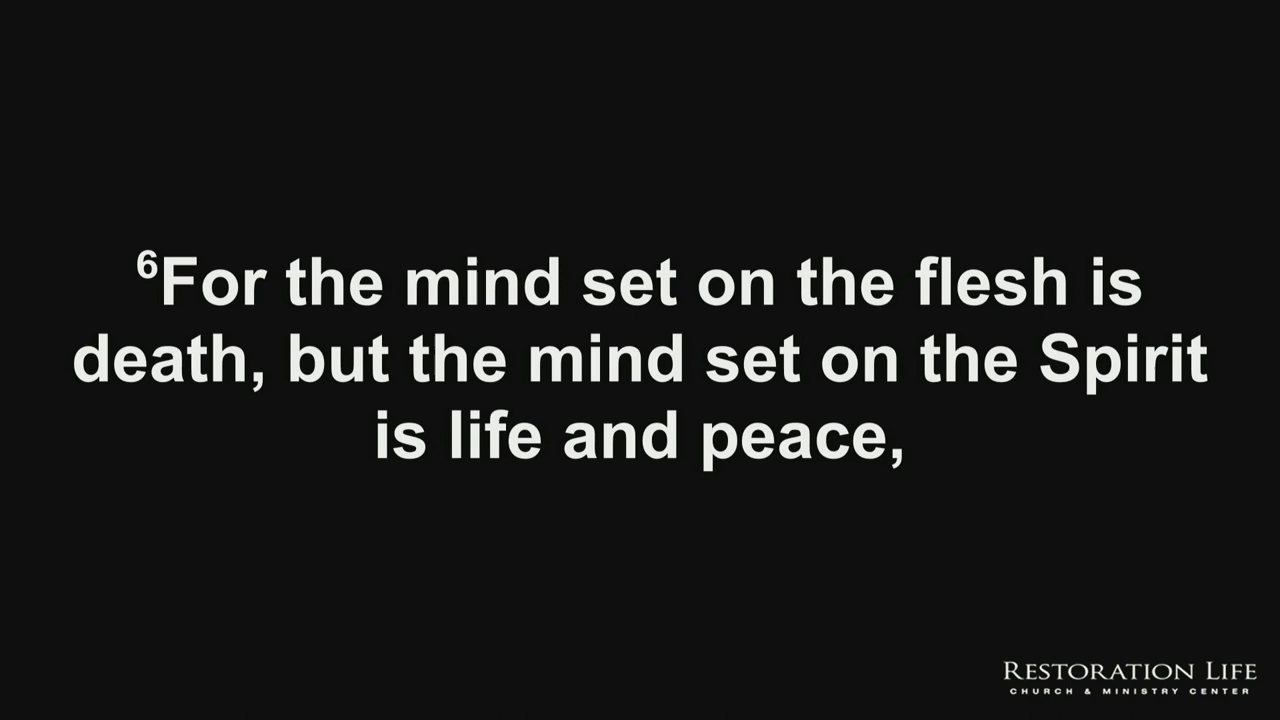 ⁶For the mind set on the flesh is
death, but the mind set on the Spirit
is life and peace,
RESTORATION LIFE
CHURCH & MINISTRY CENTER